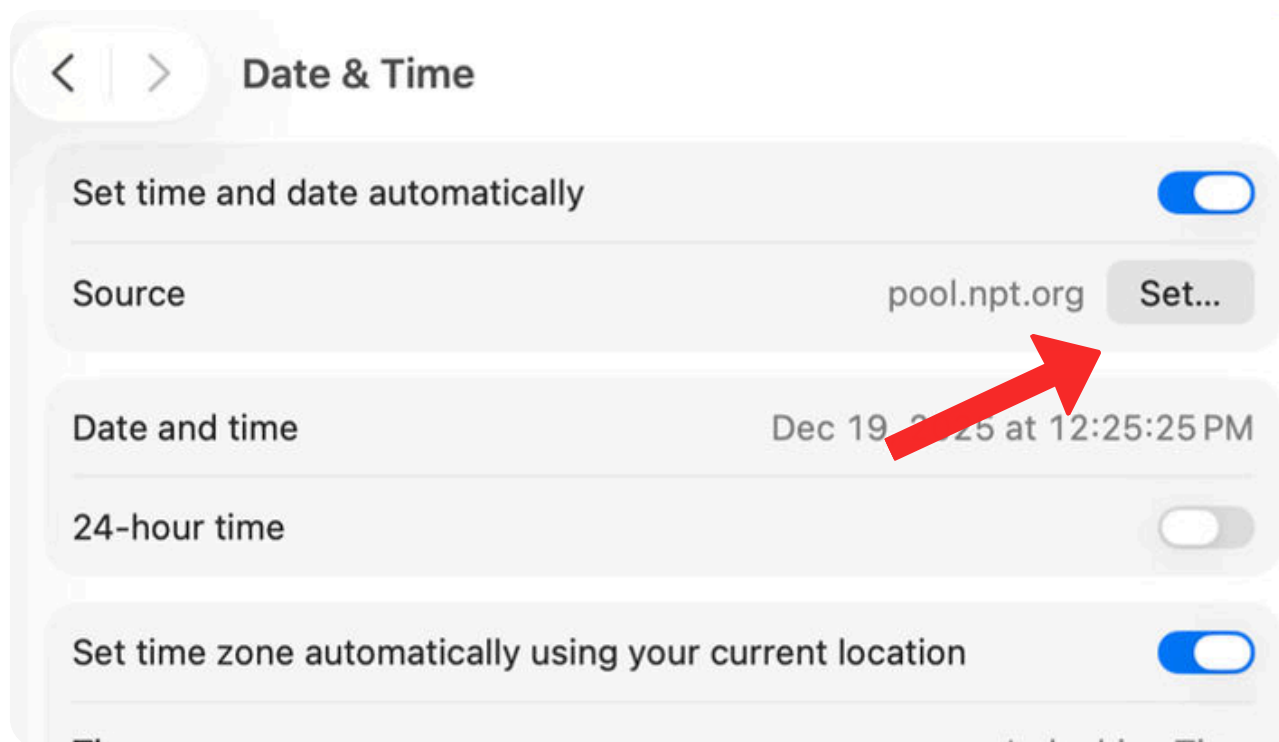 Date & Time
Set time and date automatically
Source pool.npt.org Set...
Date and time Dec 19, 2025 at 12:25:25 PM
24-hour time
Set time zone automatically using your current location